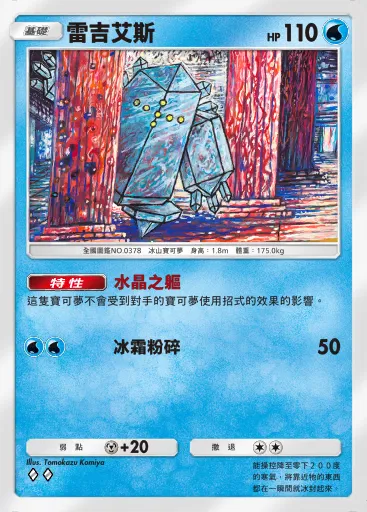 基礎 雷吉艾斯 HP 110
全國圖鑑NO.0378 冰山寶可夢 身高：1.8m 體重：175.0kg
特性 水晶之軀
這隻寶可夢不會受到對手的寶可夢使用招式的效果的影響。
冰霜粉碎 50
弱點 +20 撤退
Illus. Tomokazu Komiya
能操控降至零下２００度
的寒氣，將靠近牠的東西
都在一瞬間就冰封起來。